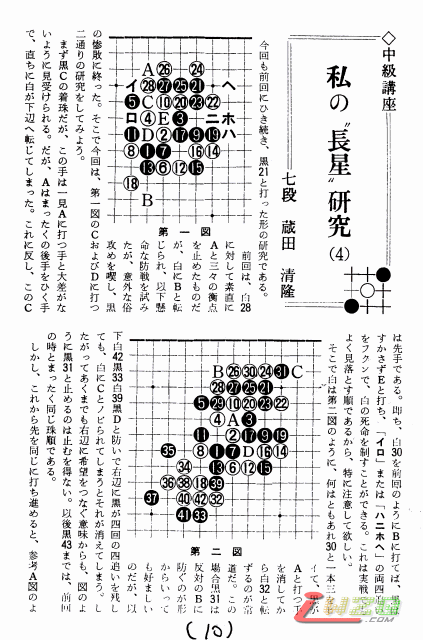 ◇中級講座
私の〝長星〟研究(4)
七段 蔵田 清隆
今回も前回にひき続き、黒21と打った形の研究である。
前回は、白28
に対して素直に
Aと三々の衡点
を止めたものだ
が、白にBと転
じられ、以下懸
命な防戦を試み
たが、意外な俗
攻めを喫し、黒
第一図
の惨敗に終った。そこで今回は、第一図のCおよびDに打つ
二通りの研究をしてみよう。
まず黒Cの着珠だが、この手は一見Aに打つ手と大差がな
いように見受けられる。だが、Aはまったくの後手をひく手
で、直ちに白が下辺へ転じてしまった。これに反し、このC
は先手である。即ち、白30を前回のようにBに打てば、黒は
すかさずEと打ち、「イロ」または「ハニホヘ」の両四追い
をフクンで、白の死命を制することができる。これは実戦
よく見落とす順であるから、特に注意して欲しい。
そこで白は第二図のように、何はともあれ30と一本三を
イて、黒を
Aと打つ手
を消してか
ら白32と転
ずるのが常
道だ。この
場合黒31は
反対のBに
防ぐのが形
からいって
も好ましい
のだが、以
第二図
下白42黒33白39黒Dと防いで右辺に黒が四回の四追を残し
ても、白にCとノビられてしまうとそれが消えてしまう。し
たがってあくまでも右辺に希望をつなぐ意味からも、図のよ
うに黒31と止めるのは止むを得ない。以後黒43までは、前回
の時とまったく同じ珠順である。
しかし、これから先を同じに打ち進めると、参考A図のよ
(10)